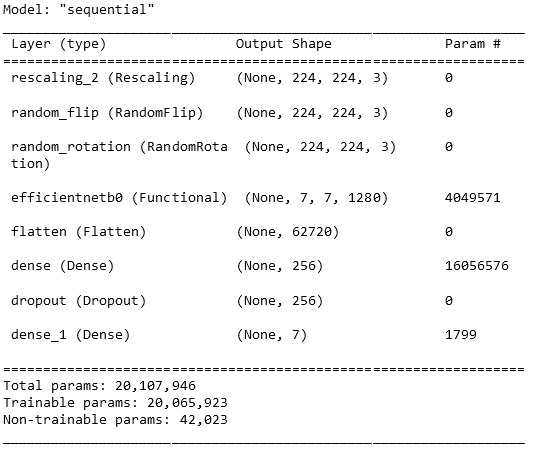 Model: "sequential"
Layer (type) Output Shape Param #
rescaling_2 (Rescaling) (None, 224, 224, 3) 0
random_flip (RandomFlip) (None, 224, 224, 3) 0
random_rotation (RandomRota (None, 224, 224, 3) 0
tion)
efficientnetb0 (Functional) (None, 7, 7, 1280) 4049571
flatten (Flatten) (None, 62720) 0
dense (Dense) (None, 256) 16056576
dropout (Dropout) (None, 256) 0
dense_1 (Dense) (None, 7) 1799
Total params: 20,107,946
Trainable params: 20,065,923
Non-trainable params: 42,023